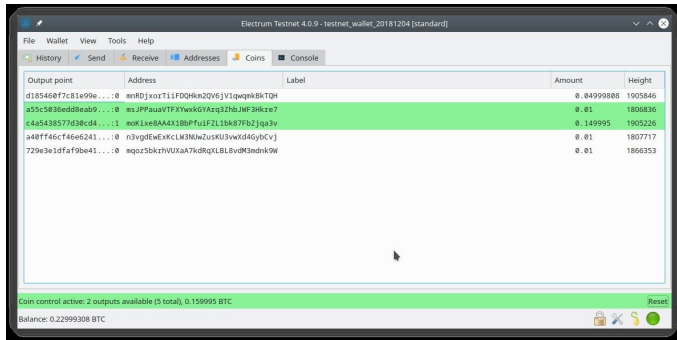 Electrum Testnet 4.0.9 - testnet_wallet_20181204 [standard]
File Wallet View Tools Help
History Send Receive Addresses Coins Console
Output point Address Label Amount Height
d185460f7c81e99e...:0 mnRDjxorTiiFDQHkm2QV6jV1qwqmkBkTQH 0.04999808 1905846
a55c5036edd8eab9...:0 msJPPauaVTFXYwxkGYArq3ZhbJWF3Hkze7 0.01 1806836
c4a5438577d30cd4...:1 moKixe8AA4X1BbPfuiFZL1bk87FbZjqa3v 0.149995 1905226
a40ff46cf46e6241...:0 n3vgdEwExKcLW3NUwZusKU3vwXd4GybCvj 0.01 1807717
729e3e1dfaf9be41...:0 mqoz5bkrhVUXaA7kdRqXLBL8vdM3mdnk9W 0.01 1866353
Coin control active: 2 outputs available (5 total), 0.159995 BTC Reset
Balance: 0.22999308 BTC